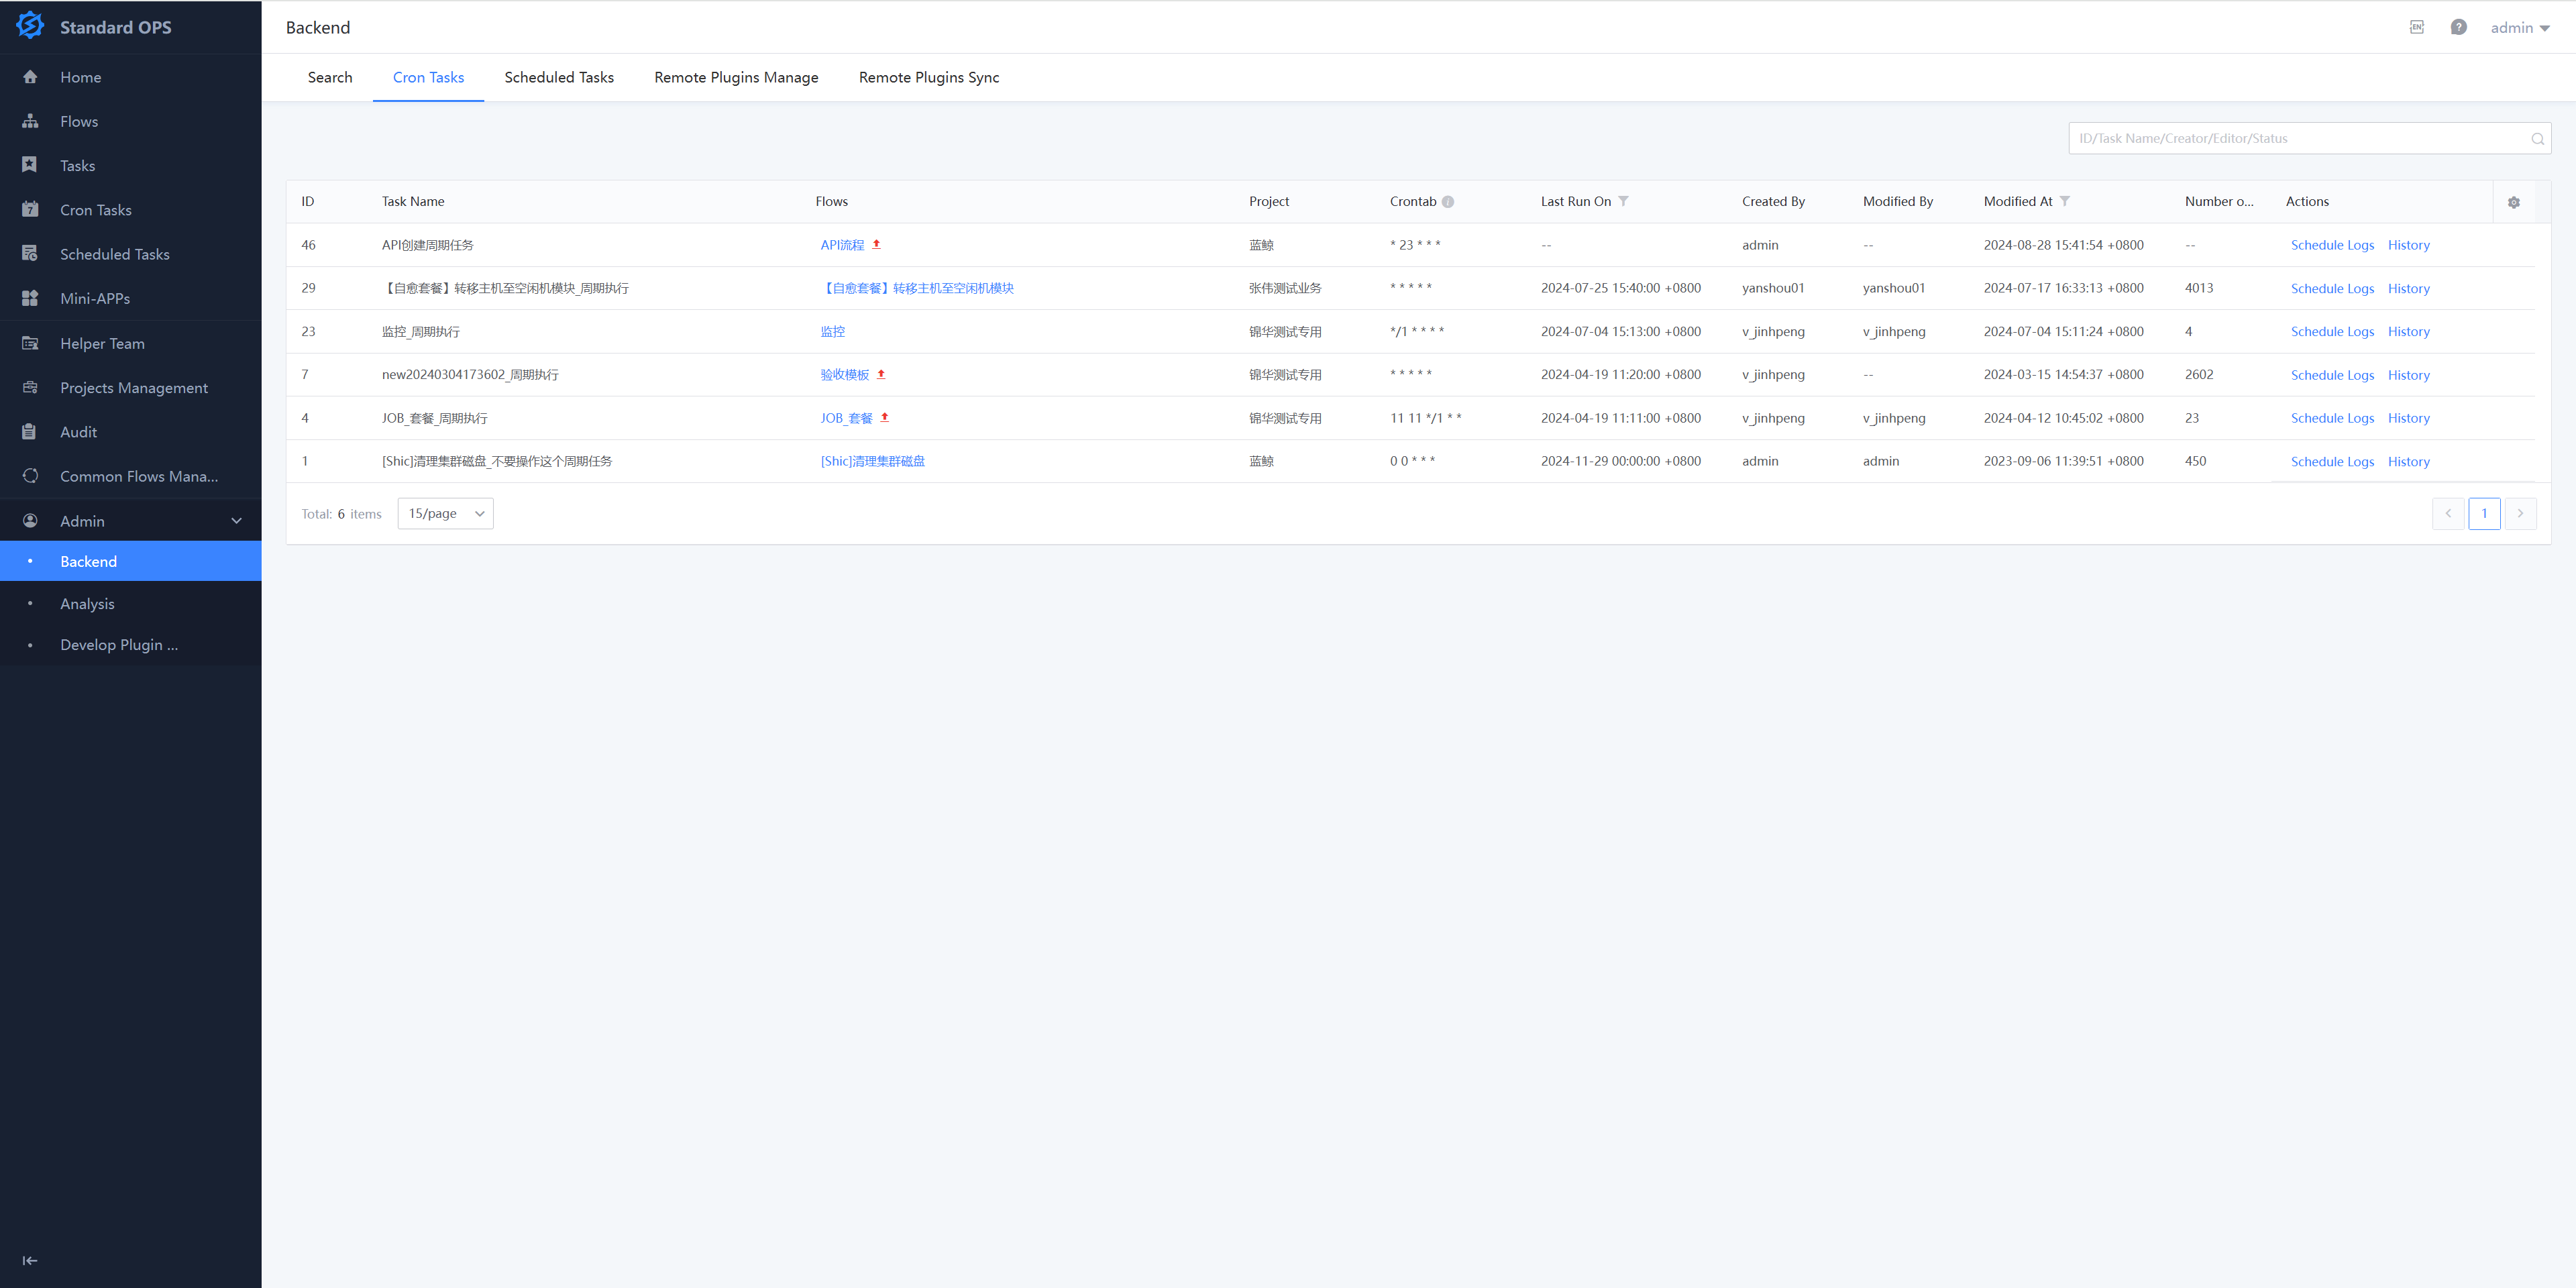 Standard OPS
Backend
EN
admin
Home
Flows
Tasks
Cron Tasks
Scheduled Tasks
Mini-APPs
Helper Team
Projects Management
Audit
Common Flows Mana...
Admin
Backend
Analysis
Develop Plugin ...
Search Cron Tasks Scheduled Tasks Remote Plugins Manage Remote Plugins Sync
ID/Task Name/Creator/Editor/Status
ID Task Name Flows Project Crontab Last Run On Created By Modified By Modified At Number o... Actions
46 API创建周期任务 API流程 蓝鲸 * 23 * * * -- admin -- 2024-08-28 15:41:54 +0800 -- Schedule Logs History
29 【自愈套餐】转移主机至空闲机模块_周期执行 【自愈套餐】转移主机至空闲机模块 张伟测试业务 * * * * * 2024-07-25 15:40:00 +0800 yanshou01 yanshou01 2024-07-17 16:33:13 +0800 4013 Schedule Logs History
23 监控_周期执行 监控 锦华测试专用 */1 * * * * 2024-07-04 15:13:00 +0800 v_jinhpeng v_jinhpeng 2024-07-04 15:11:24 +0800 4 Schedule Logs History
7 new20240304173602_周期执行 验收模板 锦华测试专用 * * * * * 2024-04-19 11:20:00 +0800 v_jinhpeng -- 2024-03-15 14:54:37 +0800 2602 Schedule Logs History
4 JOB_套餐_周期执行 JOB_套餐 锦华测试专用 11 11 */1 * * 2024-04-19 11:11:00 +0800 v_jinhpeng v_jinhpeng 2024-04-12 10:45:02 +0800 23 Schedule Logs History
1 [Shic]清理集群磁盘_不要操作这个周期任务 [Shic]清理集群磁盘 蓝鲸 0 0 * * * 2024-11-29 00:00:00 +0800 admin admin 2023-09-06 11:39:51 +0800 450 Schedule Logs History
Total: 6 items 15/page 1